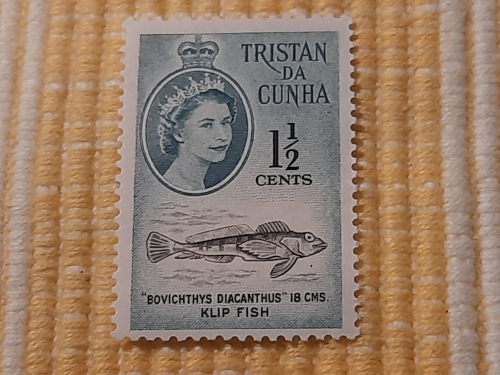 TRISTAN
DA
CUNHA
1½
CENTS
"BOVICHTHYS DIACANTHUS" 18 CMS.
KLIP FISH